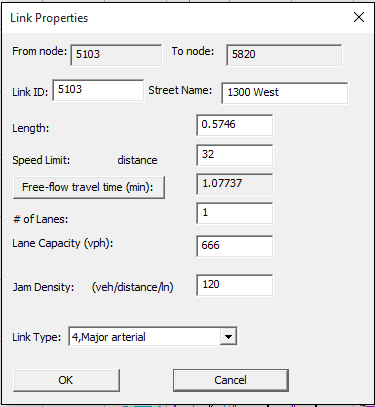 Link Properties
From node: 5103 To node: 5820
Link ID: 5103 Street Name: 1300 West
Length: 0.5746
Speed Limit: distance 32
Free-flow travel time (min): 1.07737
# of Lanes: 1
Lane Capacity (vph): 666
Jam Density: (veh/distance/ln) 120
Link Type: 4,Major arterial
OK Cancel